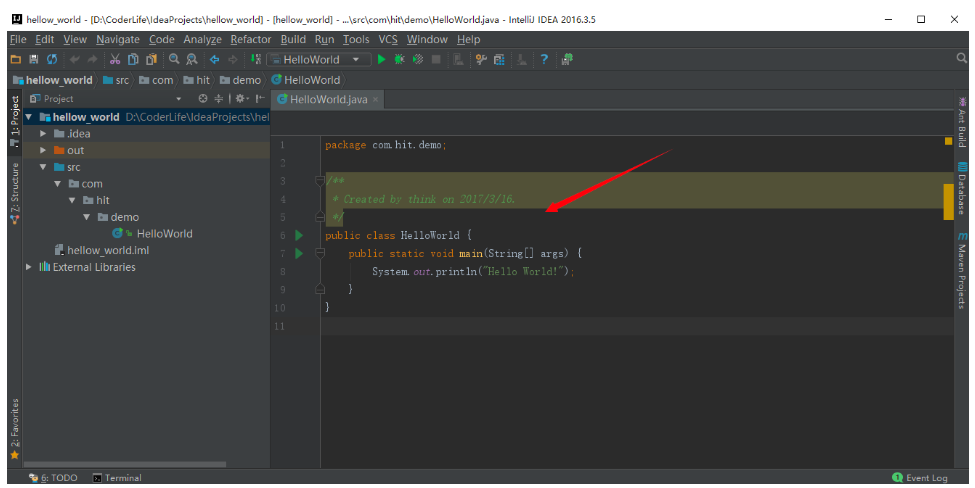 hellow_world - [D:\CoderLife\IdeaProjects\hellow_world] - [hellow_world] - ...\src\com\hit\demo\HelloWorld.java - IntelliJ IDEA 2016.3.5
File Edit View Navigate Code Analyze Refactor Build Run Tools VCS Window Help
HelloWorld
hellow_world src com hit demo HelloWorld
1: Project
Project
HelloWorld.java
hellow_world D:\CoderLife\IdeaProjects\hel
.idea
out
src
com
hit
demo
HelloWorld
hellow_world.iml
External Libraries
7: Structure
2: Favorites
1 package com.hit.demo;
2
3 /**
4 * Created by think on 2017/3/16.
5 */
6 public class HelloWorld {
7 public static void main(String[] args) {
8 System.out.println("Hello World!");
9 }
10 }
11
Ant Build
Database
Maven Projects
6: TODO Terminal
1 Event Log